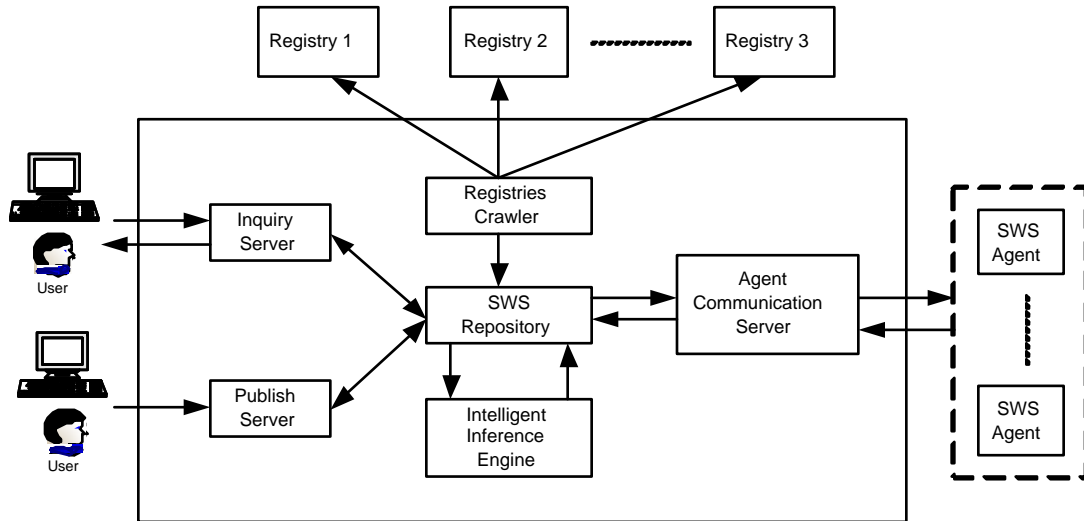 Registry 1
Registry 2
Registry 3
Registries
Crawler
Inquiry
Server
User
SWS
Repository
Agent
Communication
Server
SWS
Agent
SWS
Agent
Publish
Server
User
Intelligent
Inference
Engine